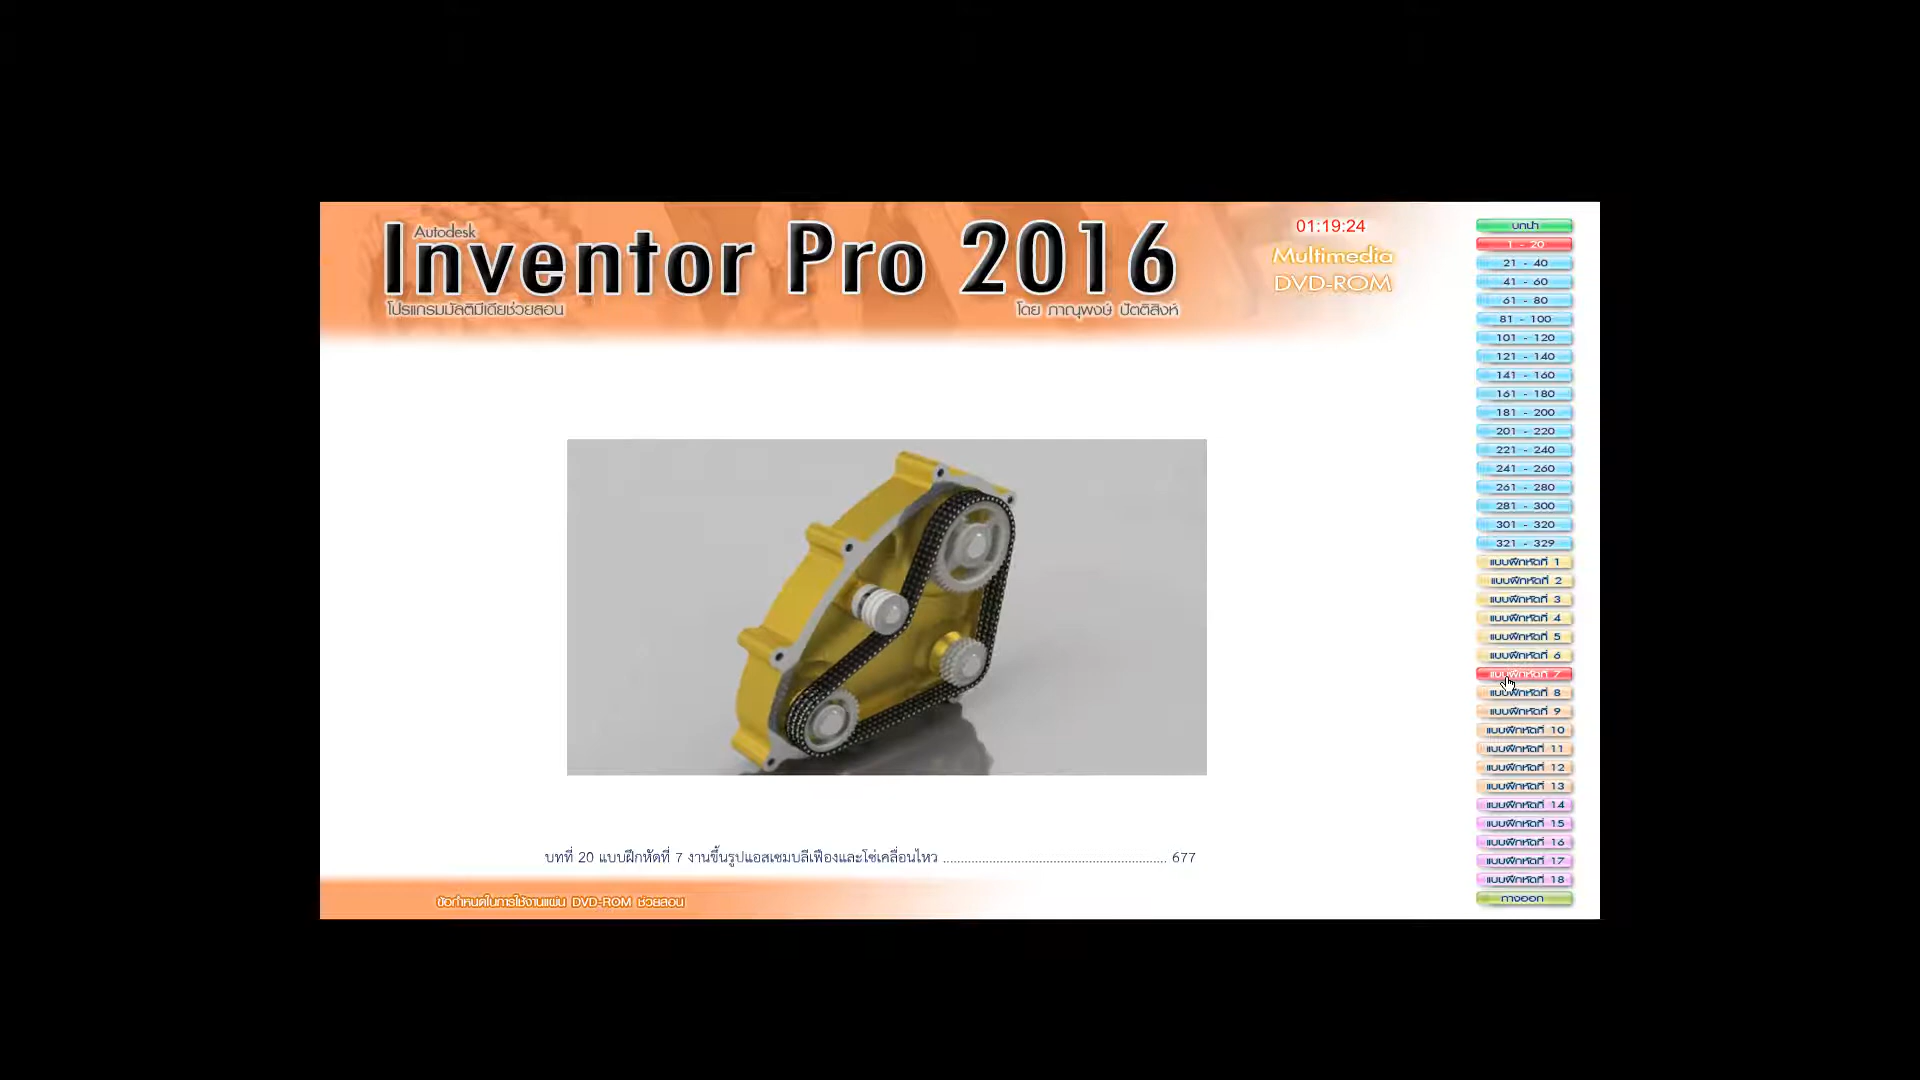 Autodesk
Inventor Pro 2016
โปรแกรมมัลติมีเดียช่วยสอน
โดย ภาณุพงษ์ ปัตติสิงห์
01:19:24
Multimedia
DVD-ROM
บทนำ
1 - 20
21 - 40
41 - 60
61 - 80
81 - 100
101 - 120
121 - 140
141 - 160
161 - 180
181 - 200
201 - 220
221 - 240
241 - 260
261 - 280
281 - 300
301 - 320
321 - 329
แบบฝึกหัดที่ 1
แบบฝึกหัดที่ 2
แบบฝึกหัดที่ 3
แบบฝึกหัดที่ 4
แบบฝึกหัดที่ 5
แบบฝึกหัดที่ 6
แบบฝึกหัดที่ 7
แบบฝึกหัดที่ 8
แบบฝึกหัดที่ 9
แบบฝึกหัดที่ 10
แบบฝึกหัดที่ 11
แบบฝึกหัดที่ 12
แบบฝึกหัดที่ 13
แบบฝึกหัดที่ 14
แบบฝึกหัดที่ 15
แบบฝึกหัดที่ 16
แบบฝึกหัดที่ 17
แบบฝึกหัดที่ 18
ทางออก
บทที่ 20 แบบฝึกหัดที่ 7 งานขึ้นรูปแอสเซมบลีเฟืองและโซ่เคลื่อนไหว ........................................................................... 677
ข้อกำหนดในการใช้งานแผ่น DVD-ROM ช่วยสอน